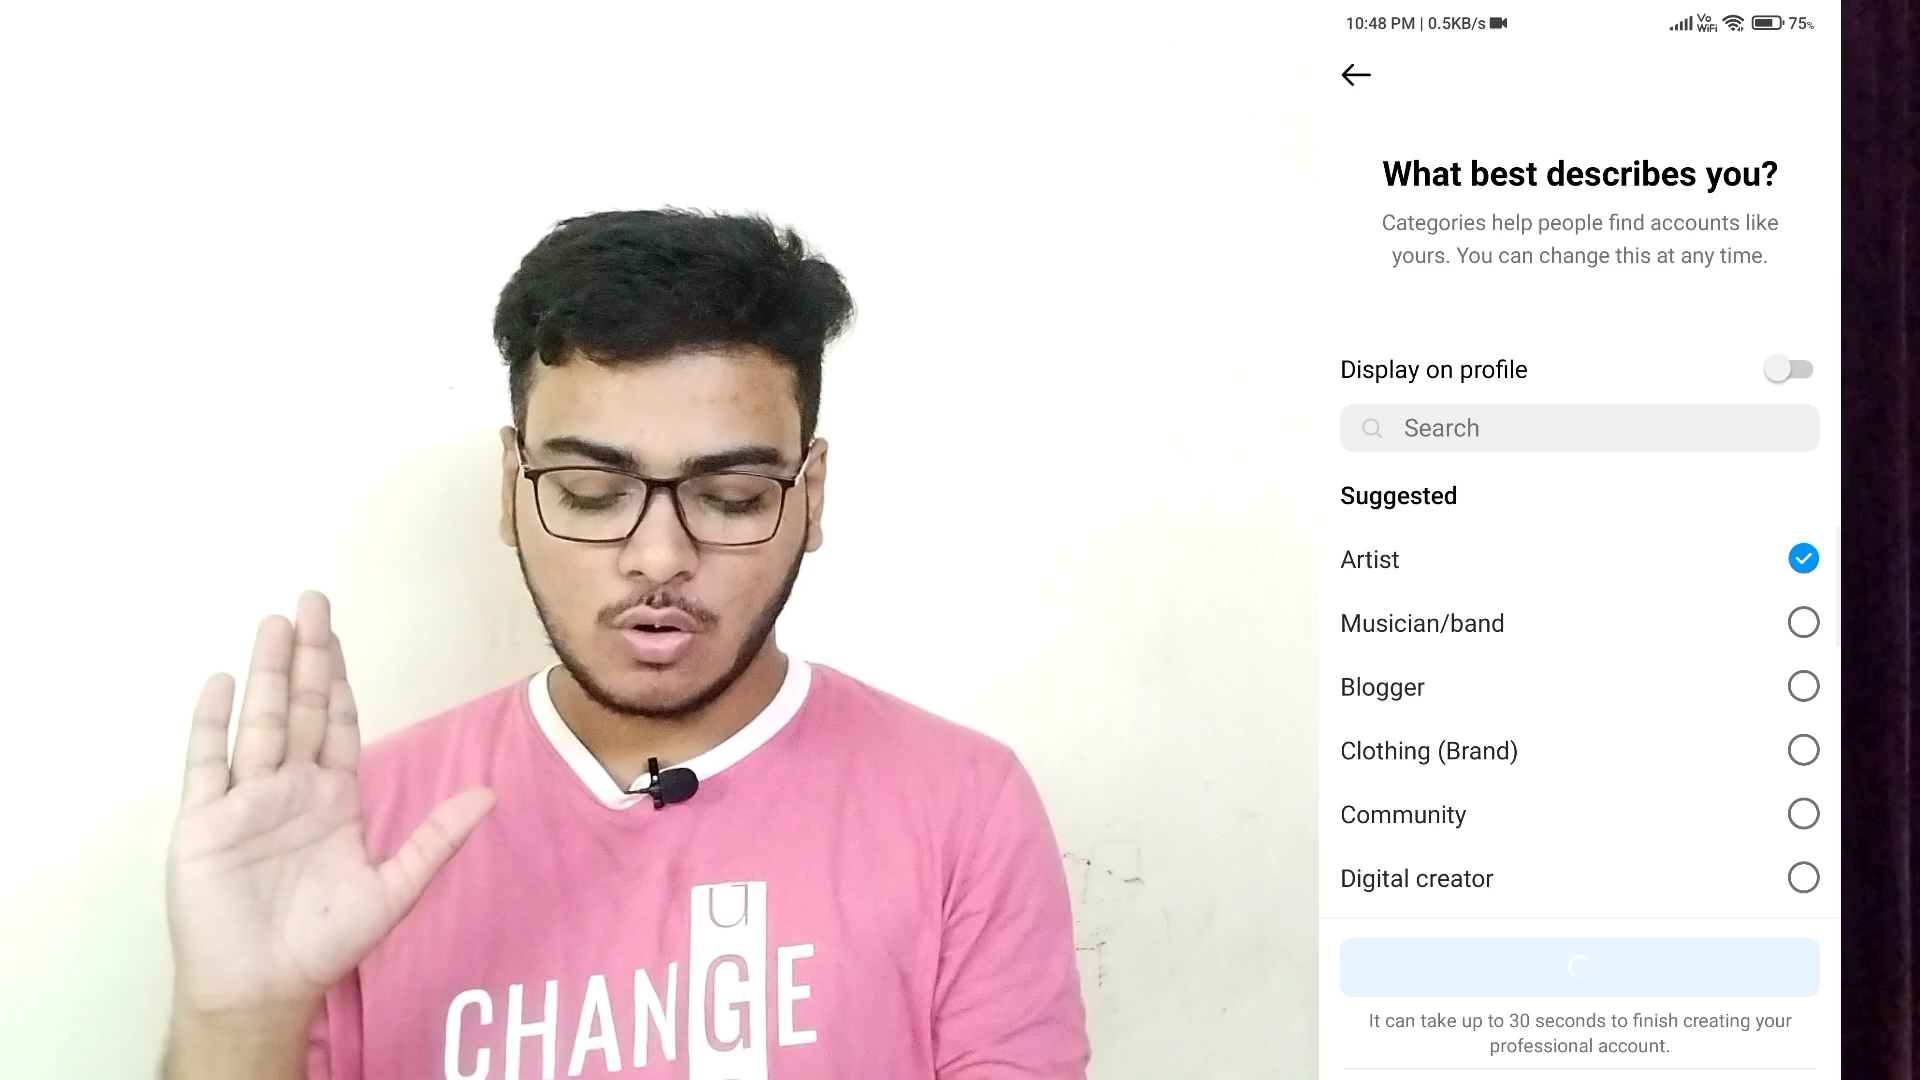 10:48 PM | 0.5KB/s
Vo
WiFi
75%
What best describes you?
Categories help people find accounts like
yours. You can change this at any time.
Display on profile
Search
Suggested
Artist
Musician/band
Blogger
Clothing (Brand)
Community
Digital creator
It can take up to 30 seconds to finish creating your
professional account.
U
CHANGE